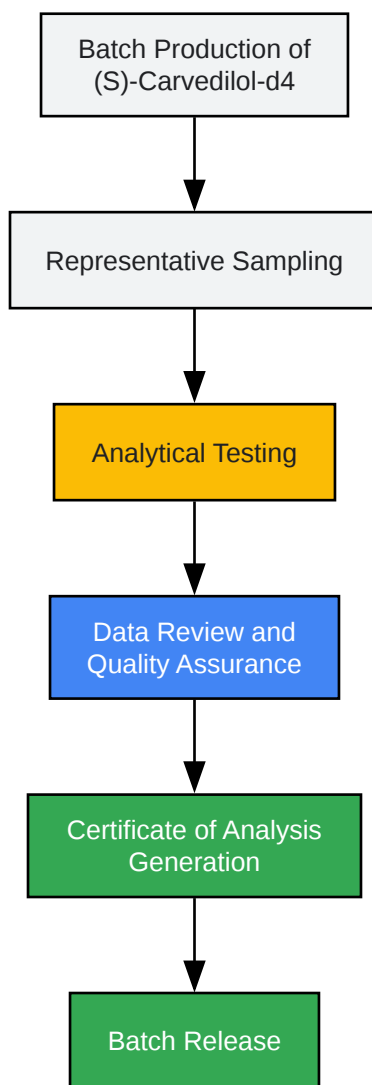 Batch Production of
(S)-Carvedilol-d4
Representative Sampling
Analytical Testing
Data Review and
Quality Assurance
Certificate of Analysis
Generation
Batch Release